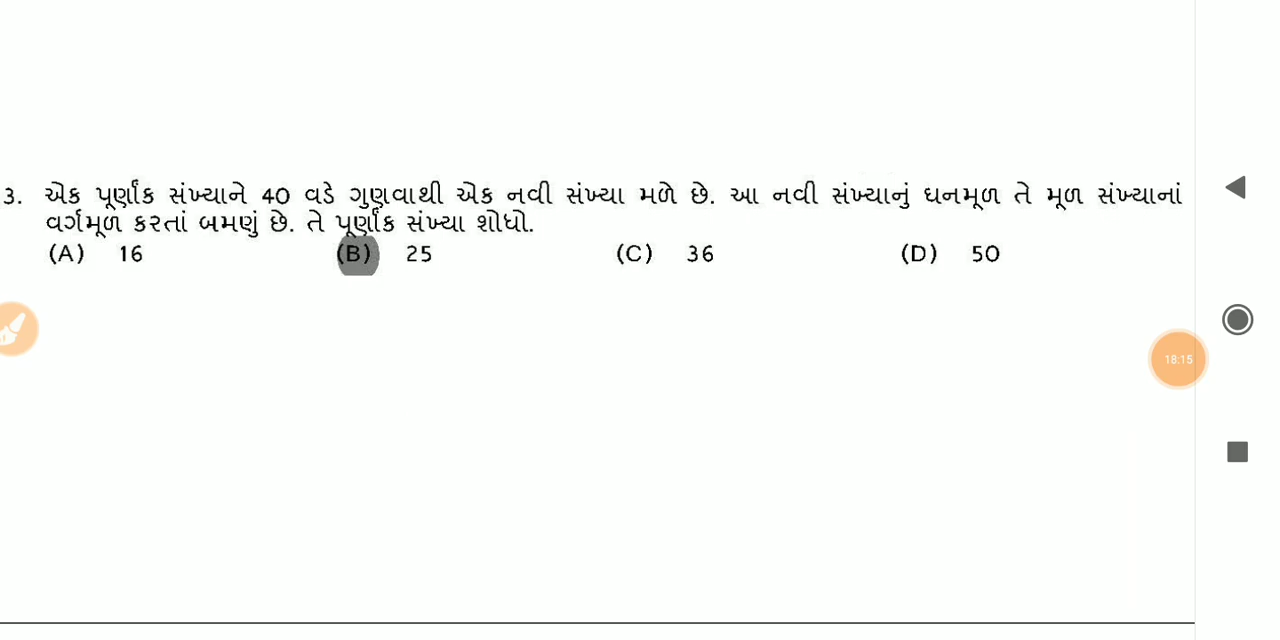 3. એક પૂર્ણાંક સંખ્યાને 40 વડે ગુણવાથી એક નવી સંખ્યા મળે છે. આ નવી સંખ્યાનું ઘનમૂળ તે મૂળ સંખ્યાનાં
વર્ગમૂળ કરતાં બમણું છે. તે પૂર્ણાંક સંખ્યા શોધો.
(A) 16 (B) 25 (C) 36 (D) 50
18:15